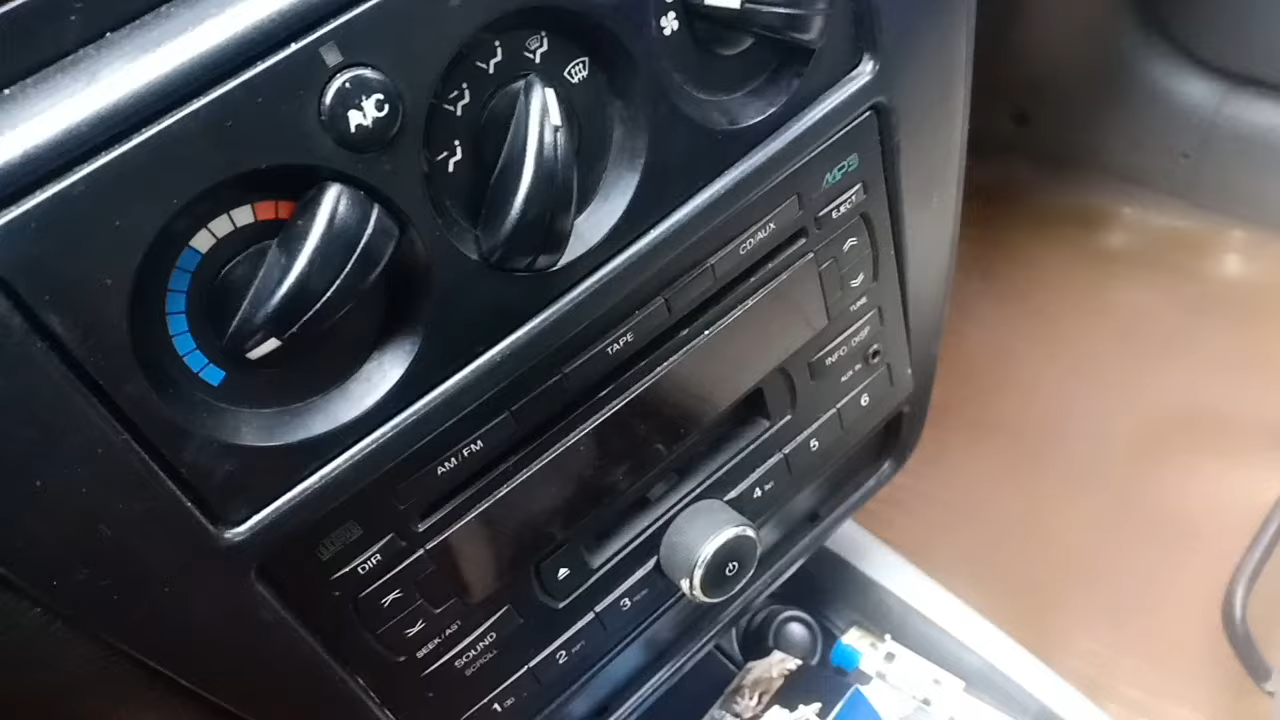 A/C
MP3
EJECT
CD/AUX
TUNE
TAPE
INFO/DISP
AUX IN
AM/FM
6
5
4
DIR
3
SEEK/AST
SOUND
SCROLL
2 RPT
1